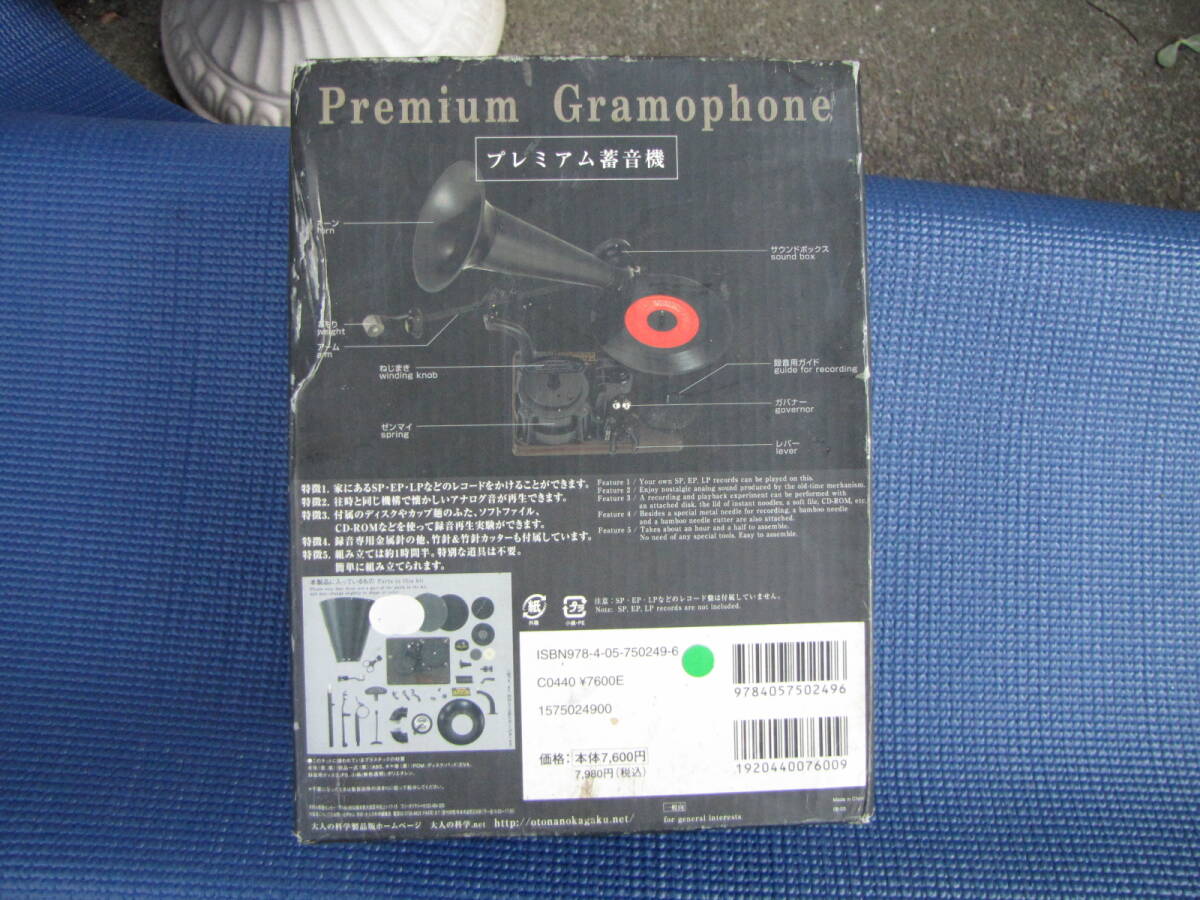 Premium Gramophone
プレミアム蓄音機
ホーン
horn
サウンドボックス
sound box
おもり
weight
アーム
arm
ねじまき
winding knob
録音用ガイド
guide for recording
ガバナー
governor
ゼンマイ
spring
レバー
lever
特徴1. 家にあるSP・EP・LPなどのレコードをかけることができます。
特徴2. 往時と同じ機構で懐かしいアナログ音が再生できます。
特徴3. 付属のディスクやカップ麺のふた、ソフトファイル、
CD-ROMなどを使って録音再生実験ができます。
特徴4. 録音専用金属針の他、竹針&竹針カッターも付属しています。
特徴5. 組み立ては約1時間半。特別な道具は不要。
簡単に組み立てられます。
Feature 1 / Your own SP, EP, LP records can be played on this.
Feature 2 / Enjoy nostalgic analog sound produced by the old-time mechanism.
Feature 3 / A recording and playback experiment can be performed with
an attached disk, the lid of instant noodles, a soft file, CD-ROM, etc.
Feature 4 / Besides a special metal needle for recording, a bamboo needle
and a bamboo needle cutter are also attached.
Feature 5 / Takes about an hour and a half to assemble.
No need of any special tools. Easy to assemble.
本製品に入っているもの Parts in this kit
紙
外箱
プラ
小袋・PE
注意:SP・EP・LPなどのレコード盤は付属していません。
Note: SP, EP, LP records are not included.
ISBN978-4-05-750249-6
C0440 ¥7600E
1575024900
価格:本体7,600円
7,980円(税込)
9784057502496
1920440076009
大人の科学製品版ホームページ 大人の科学.net http://otonanokagaku.net/
一般向
for general interests
Made in China